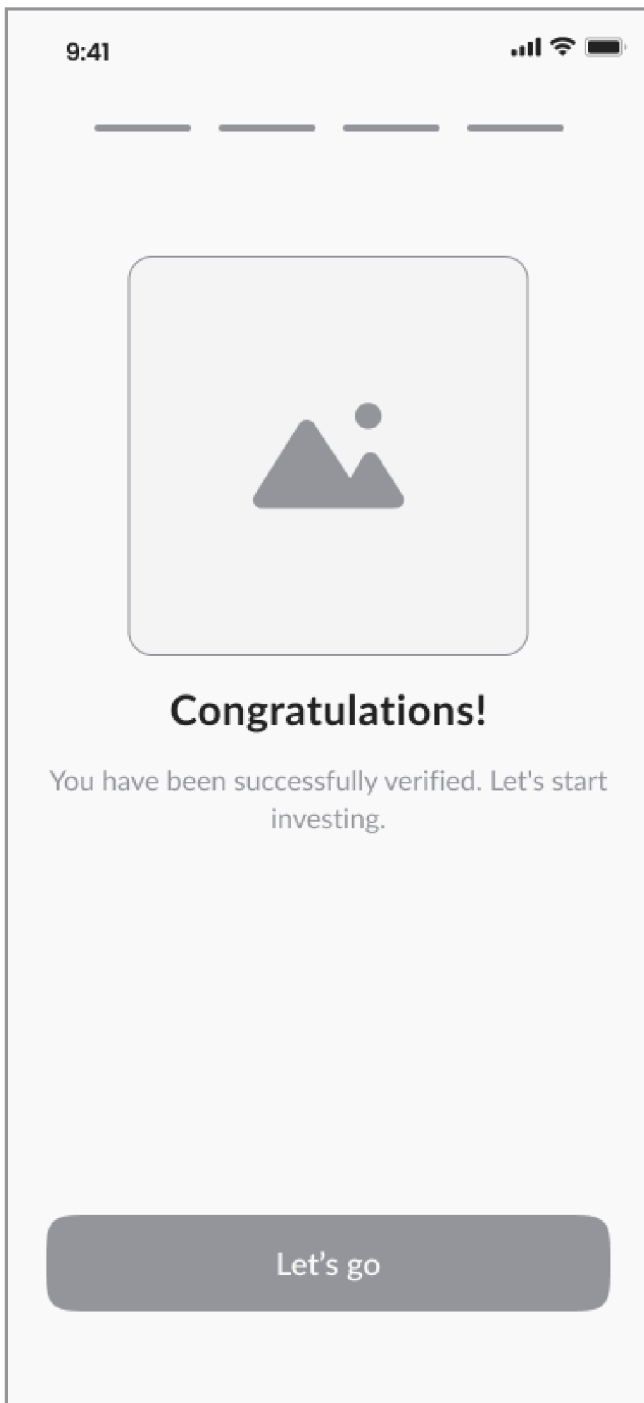 9:41
Congratulations!
You have been successfully verified. Let's start
investing.
Let’s go